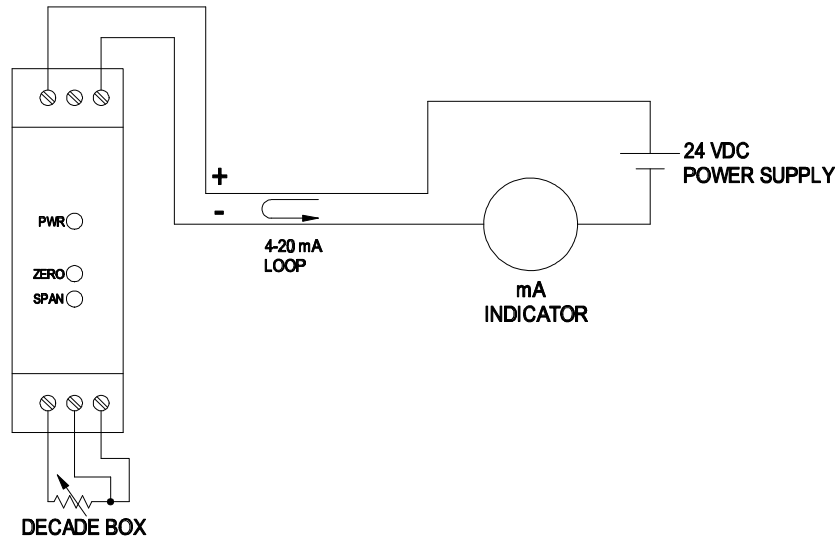 +
24 VDC
POWER SUPPLY
-
PWR
4-20 mA
LOOP
ZERO
SPAN
mA
INDICATOR
DECADE BOX